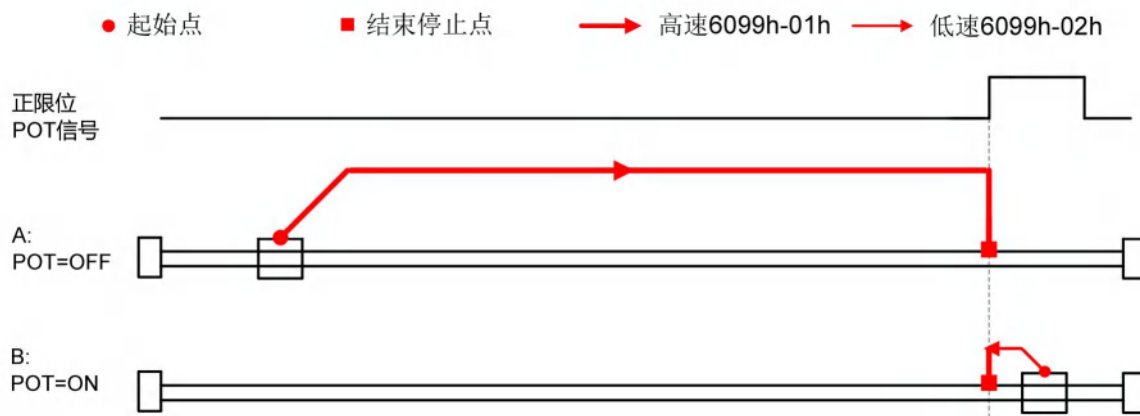 起始点 结束停止点 高速6099h-01h 低速6099h-02h
正限位
POT信号
A:
POT=OFF
B:
POT=ON